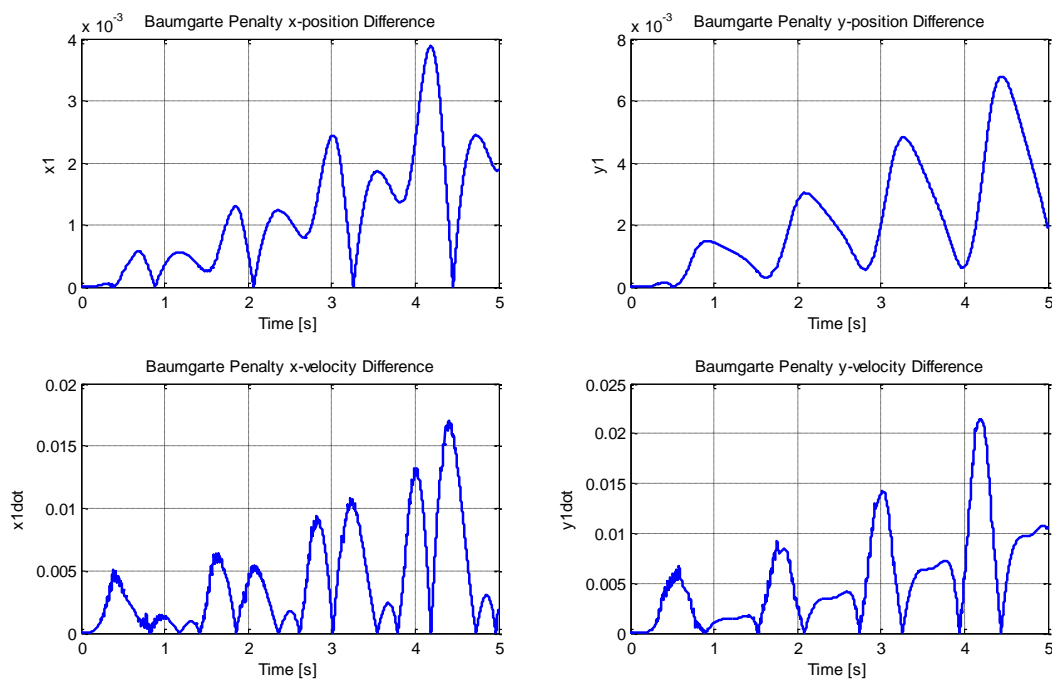 Baumgarte Penalty x-position Difference
x 10⁻³
4
3
2
1
0
x1
0 1 2 3 4 5
Time [s]
Baumgarte Penalty y-position Difference
x 10⁻³
8
6
4
2
0
y1
0 1 2 3 4 5
Time [s]
Baumgarte Penalty x-velocity Difference
0.02
0.015
0.01
0.005
0
x1dot
0 1 2 3 4 5
Time [s]
Baumgarte Penalty y-velocity Difference
0.025
0.02
0.015
0.01
0.005
0
y1dot
0 1 2 3 4 5
Time [s]